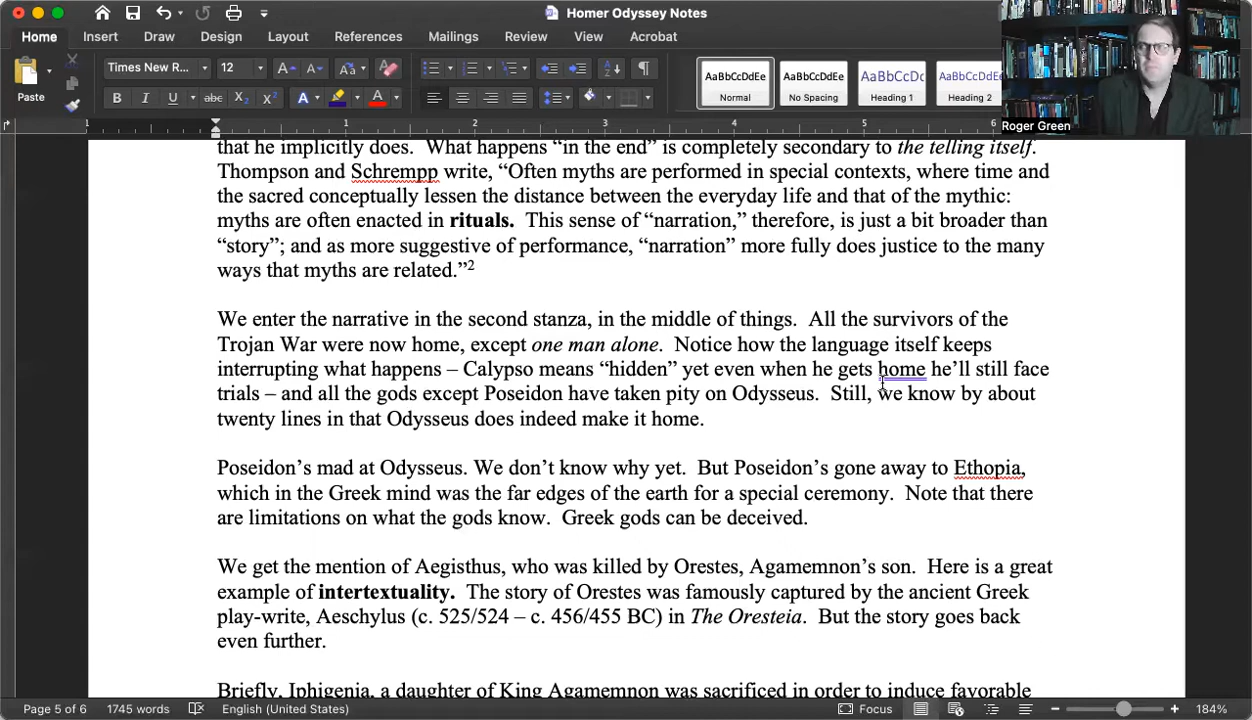 Homer Odyssey Notes
Home Insert Draw Design Layout References Mailings Review View Acrobat
Times New R... 12
Paste
AaBbCcDdEe AaBbCcDdEe AaBbCcDc AaBbCcDdEe
Normal No Spacing Heading 1 Heading 2
Roger Green
1 1 2 3 4 5 6
that he implicitly does. What happens “in the end” is completely secondary to the telling itself.
Thompson and Schrempp write, “Often myths are performed in special contexts, where time and
the sacred conceptually lessen the distance between the everyday life and that of the mythic:
myths are often enacted in rituals. This sense of “narration,” therefore, is just a bit broader than
“story”; and as more suggestive of performance, “narration” more fully does justice to the many
ways that myths are related.”2
We enter the narrative in the second stanza, in the middle of things. All the survivors of the
Trojan War were now home, except one man alone. Notice how the language itself keeps
interrupting what happens – Calypso means “hidden” yet even when he gets home he’ll still face
trials – and all the gods except Poseidon have taken pity on Odysseus. Still, we know by about
twenty lines in that Odysseus does indeed make it home.
Poseidon’s mad at Odysseus. We don’t know why yet. But Poseidon’s gone away to Ethopia,
which in the Greek mind was the far edges of the earth for a special ceremony. Note that there
are limitations on what the gods know. Greek gods can be deceived.
We get the mention of Aegisthus, who was killed by Orestes, Agamemnon’s son. Here is a great
example of intertextuality. The story of Orestes was famously captured by the ancient Greek
play-write, Aeschylus (c. 525/524 – c. 456/455 BC) in The Oresteia. But the story goes back
even further.
Briefly, Iphigenia, a daughter of King Agamemnon was sacrificed in order to induce favorable
Page 5 of 6 1745 words English (United States) Focus 184%